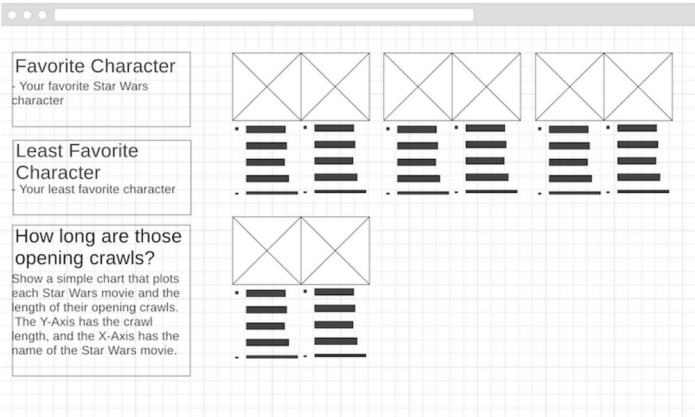 Favorite Character
- Your favorite Star Wars
character
Least Favorite
Character
- Your least favorite character
How long are those
opening crawls?
Show a simple chart that plots
each Star Wars movie and the
length of their opening crawls.
The Y-Axis has the crawl
length, and the X-Axis has the
name of the Star Wars movie.